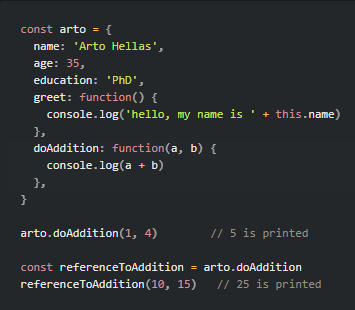 const arto = {
  name: 'Arto Hellas',
  age: 35,
  education: 'PhD',
  greet: function() {
    console.log('hello, my name is ' + this.name)
  },
  doAddition: function(a, b) {
    console.log(a + b)
  },
}
arto.doAddition(1, 4)        // 5 is printed
const referenceToAddition = arto.doAddition
referenceToAddition(10, 15)   // 25 is printed